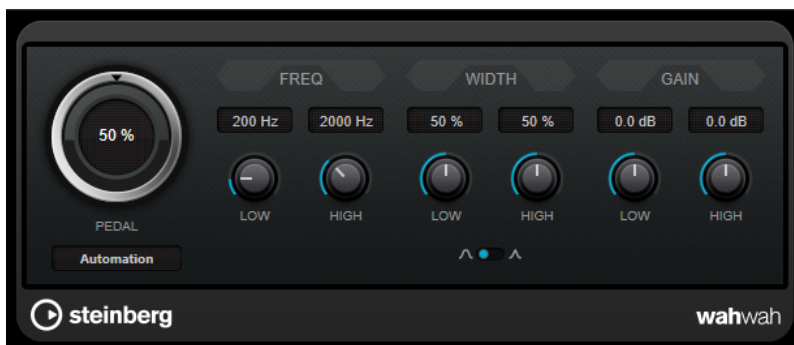 FREQ WIDTH GAIN
50 % 200 Hz 2000 Hz 50 % 50 % 0.0 dB 0.0 dB
LOW HIGH LOW HIGH LOW HIGH
PEDAL
Automation
steinberg wahwah